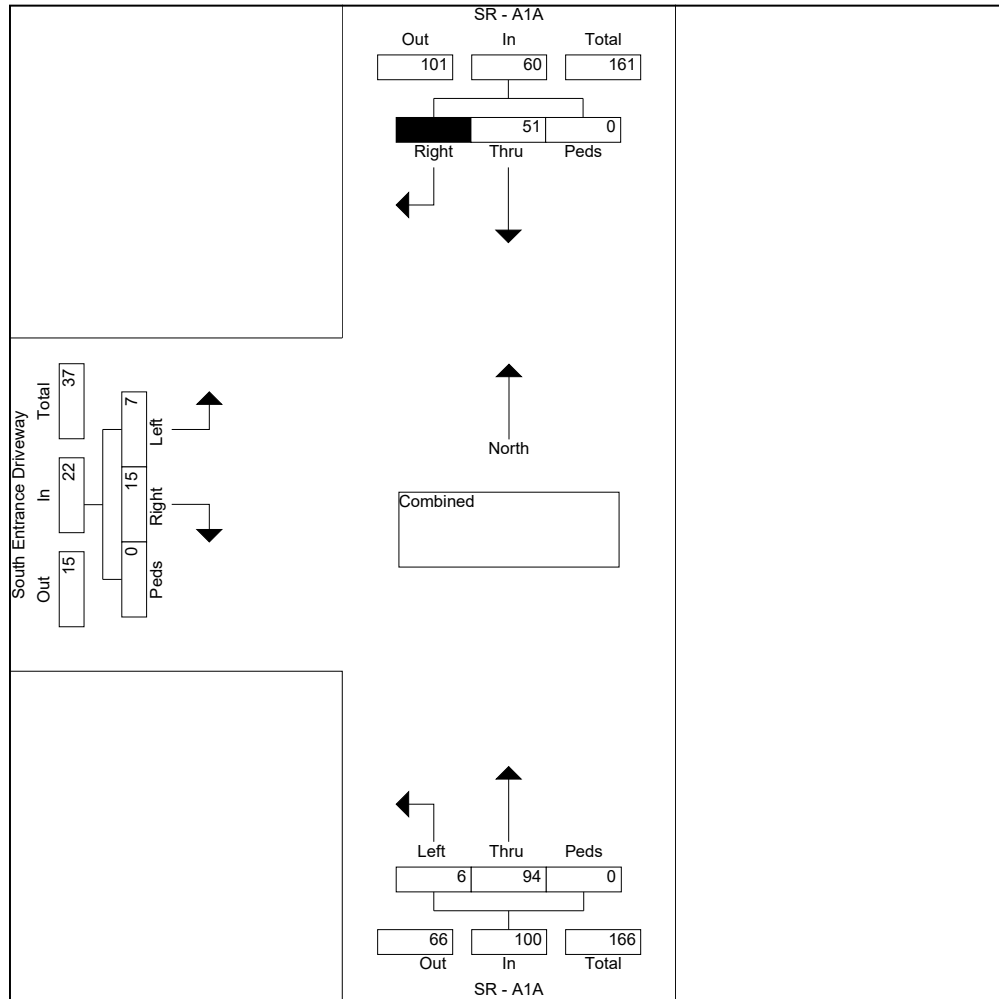 SR - A1A
Out In Total
101 60 161
51 0
Right Thru Peds
North
Combined
South Entrance Driveway
Out In Total
15 22 37
0 15 7
Peds Right Left
Left Thru Peds
6 94 0
66 100 166
Out In Total
SR - A1A